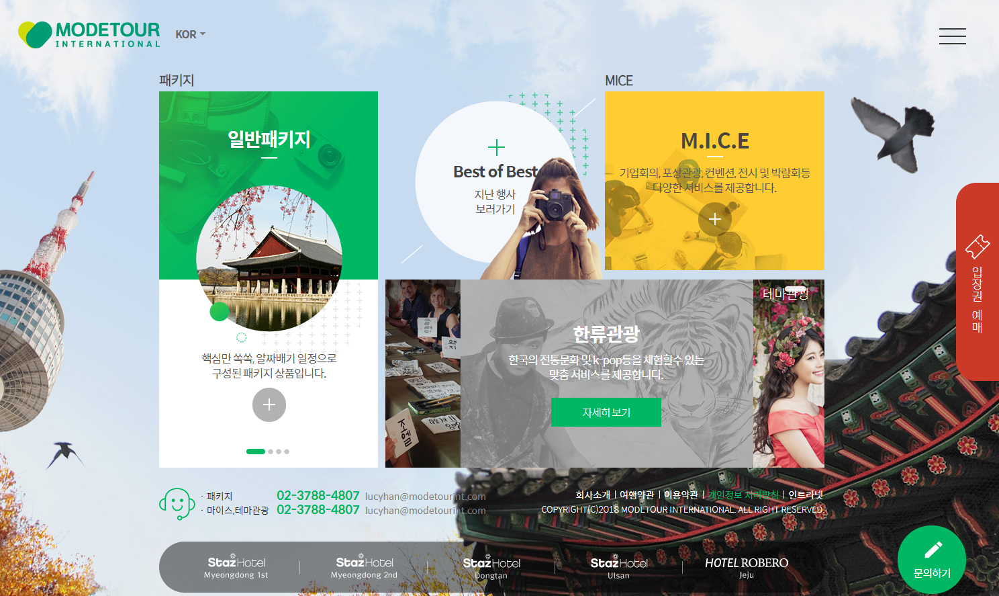 MODETOUR
INTERNATIONAL
KOR
패키지
MICE
일반패키지
핵심만 쏙쏙, 알짜배기 일정으로
구성된 패키지 상품입니다.
Best of Best
지난 행사
보러가기
M.I.C.E
기업회의, 포상관광, 컨벤션, 전시 및 박람회등
다양한 서비스를 제공합니다.
테마관광
한류관광
한국의 전통문화 및 k-pop등을 체험할수 있는
맞춤 서비스를 제공합니다.
자세히 보기
입장권 예매
· 패키지 02-3788-4807 lucyhan@modetourint.com
· 마이스,테마관광 02-3788-4807 lucyhan@modetourint.com
회사소개 | 여행약관 | 이용약관 | 개인정보 처리방침 | 인트라넷
COPYRIGHT(C)2018 MODETOUR INTERNATIONAL. ALL RIGHT RESERVED.
Staz Hotel
Myeongdong 1st
Staz Hotel
Myeongdong 2nd
Staz Hotel
Dongtan
Staz Hotel
Ulsan
HOTEL ROBERO
Jeju
문의하기